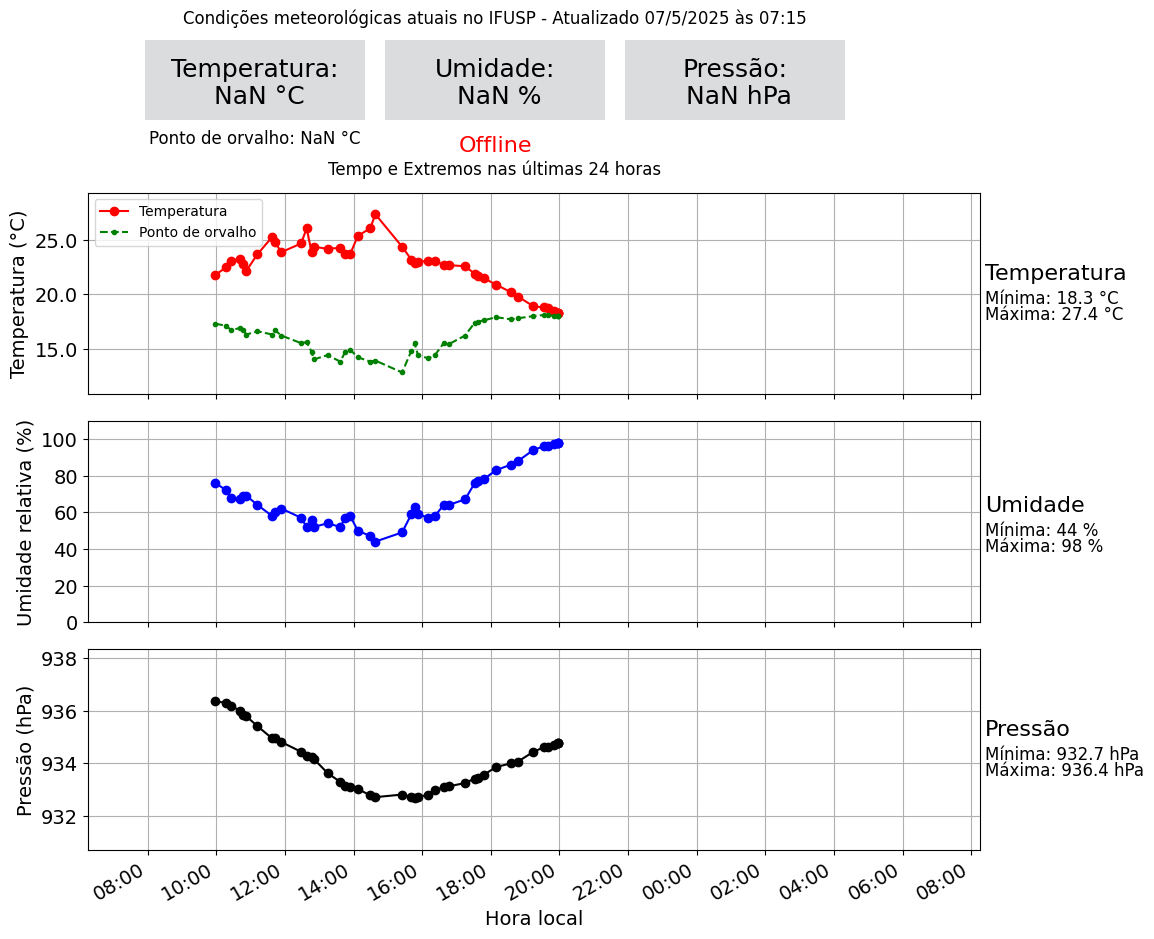 Condições meteorológicas atuais no IFUSP - Atualizado 07/5/2025 às 07:15
Temperatura:
NaN °C
Umidade:
NaN %
Pressão:
NaN hPa
Ponto de orvalho: NaN °C
Offline
Tempo e Extremos nas últimas 24 horas
Temperatura (°C)
25.0
20.0
15.0
Temperatura
Ponto de orvalho
Temperatura
Mínima: 18.3 °C
Máxima: 27.4 °C
Umidade relativa (%)
100
80
60
40
20
0
Umidade
Mínima: 44 %
Máxima: 98 %
Pressão (hPa)
938
936
934
932
Pressão
Mínima: 932.7 hPa
Máxima: 936.4 hPa
08:00 10:00 12:00 14:00 16:00 18:00 20:00 22:00 00:00 02:00 04:00 06:00 08:00
Hora local